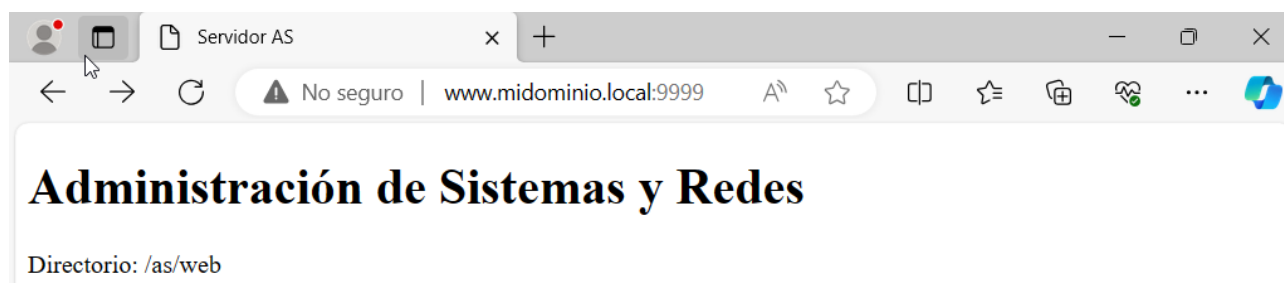 Servidor AS
No seguro | www.midominio.local:9999
Administración de Sistemas y Redes
Directorio: /as/web